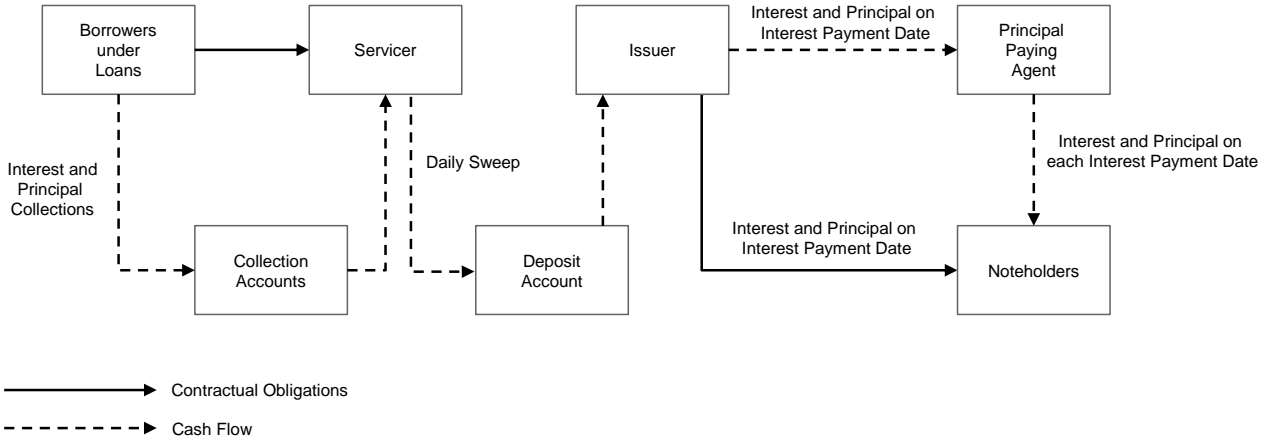 Borrowers
under
Loans
Servicer
Issuer
Interest and Principal on
Interest Payment Date
Principal
Paying
Agent
Interest and
Principal
Collections
Daily Sweep
Interest and Principal on
each Interest Payment Date
Collection
Accounts
Deposit
Account
Interest and Principal on
Interest Payment Date
Noteholders
Contractual Obligations
Cash Flow